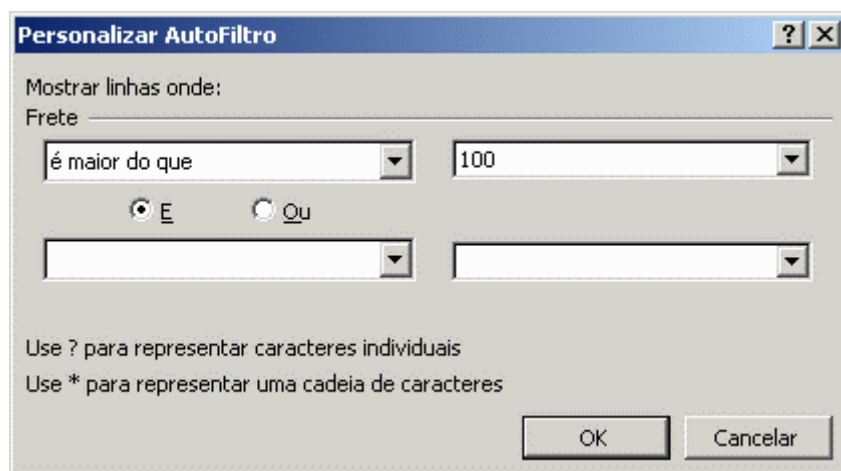 Personalizar AutoFiltro
Mostrar linhas onde:
Frete
é maior do que 100
E Ou
Use ? para representar caracteres individuais
Use * para representar uma cadeia de caracteres
OK Cancelar